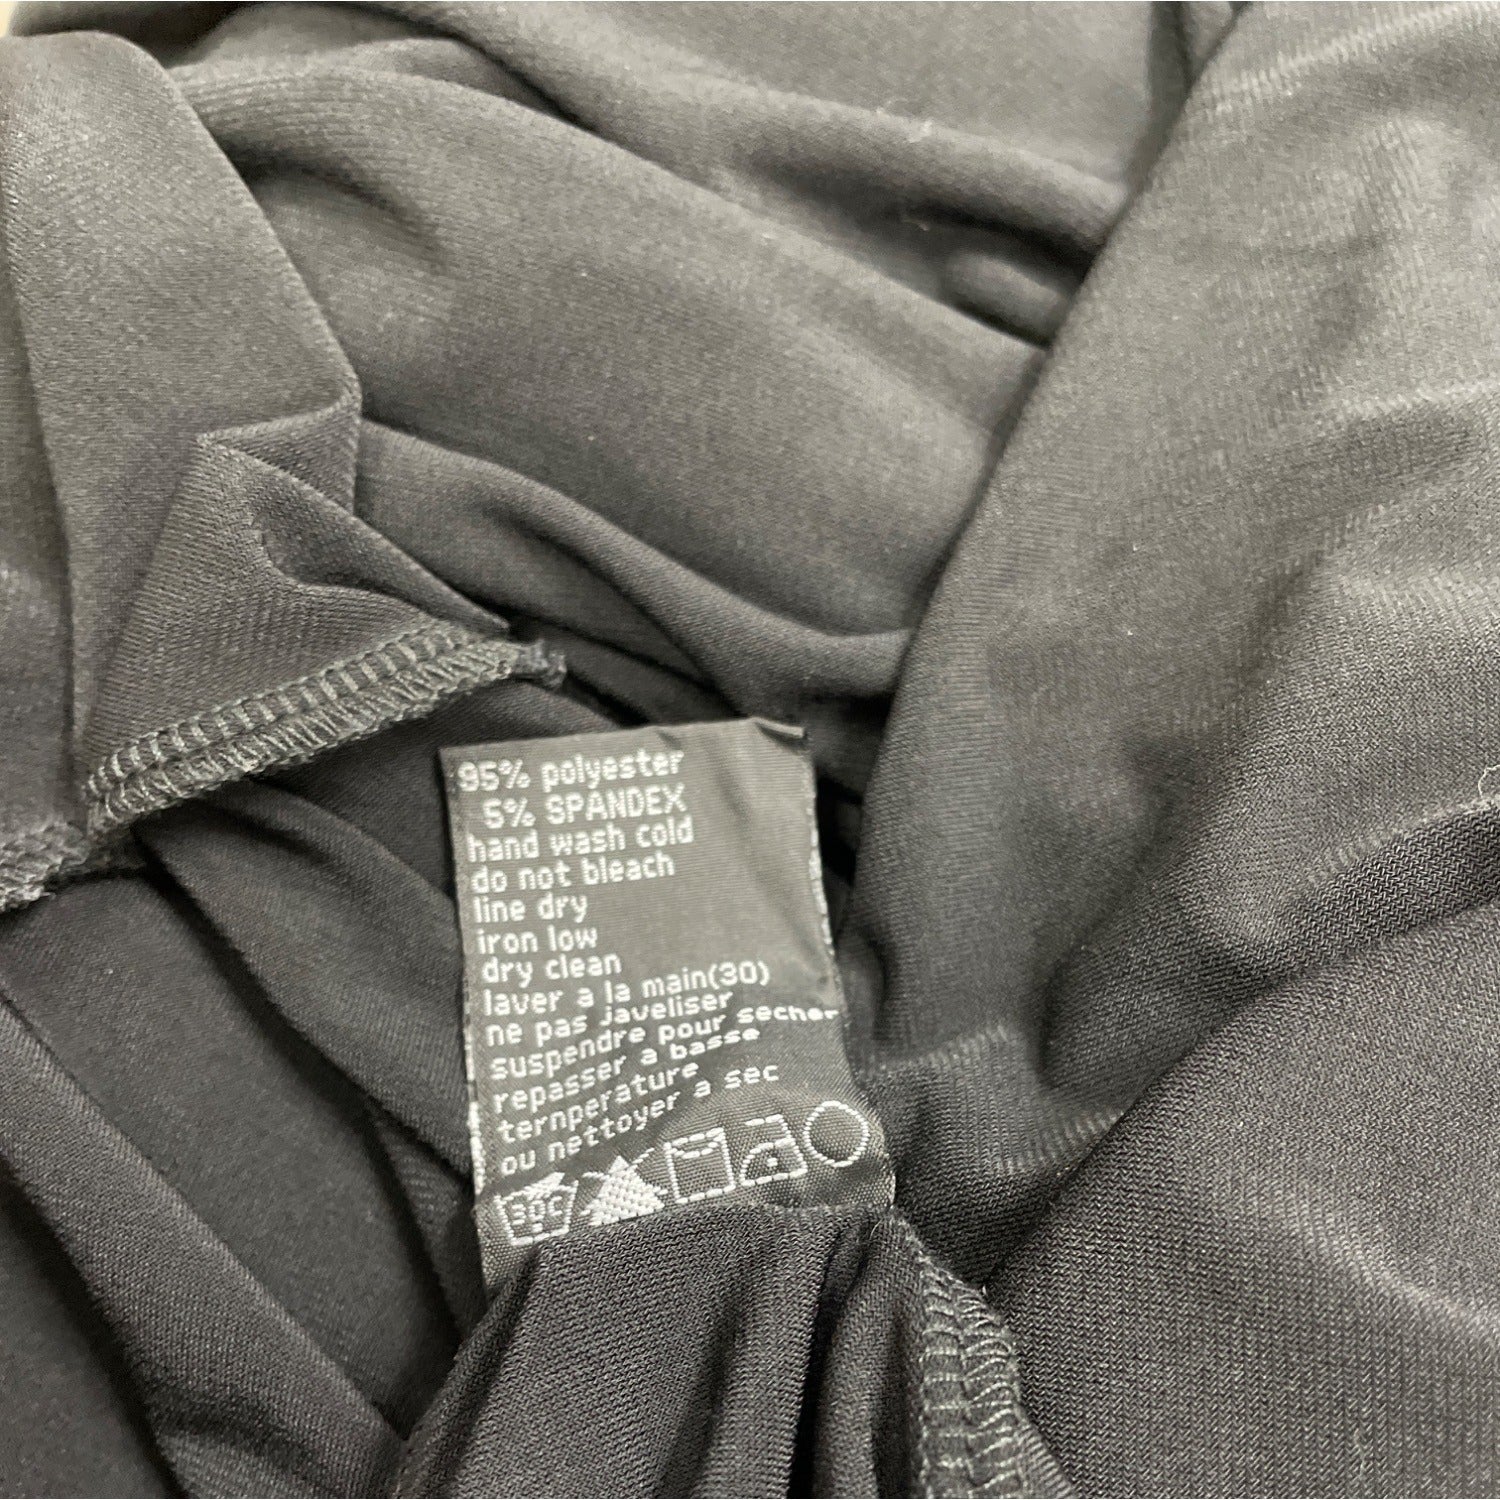 95% polyester
5% SPANDEX
hand wash cold
do not bleach
line dry
iron low
dry clean
laver a la main(30)
ne pas javeliser
suspendre pour secher
repasser a basse
ternperature
ou nettoyer a sec
30C